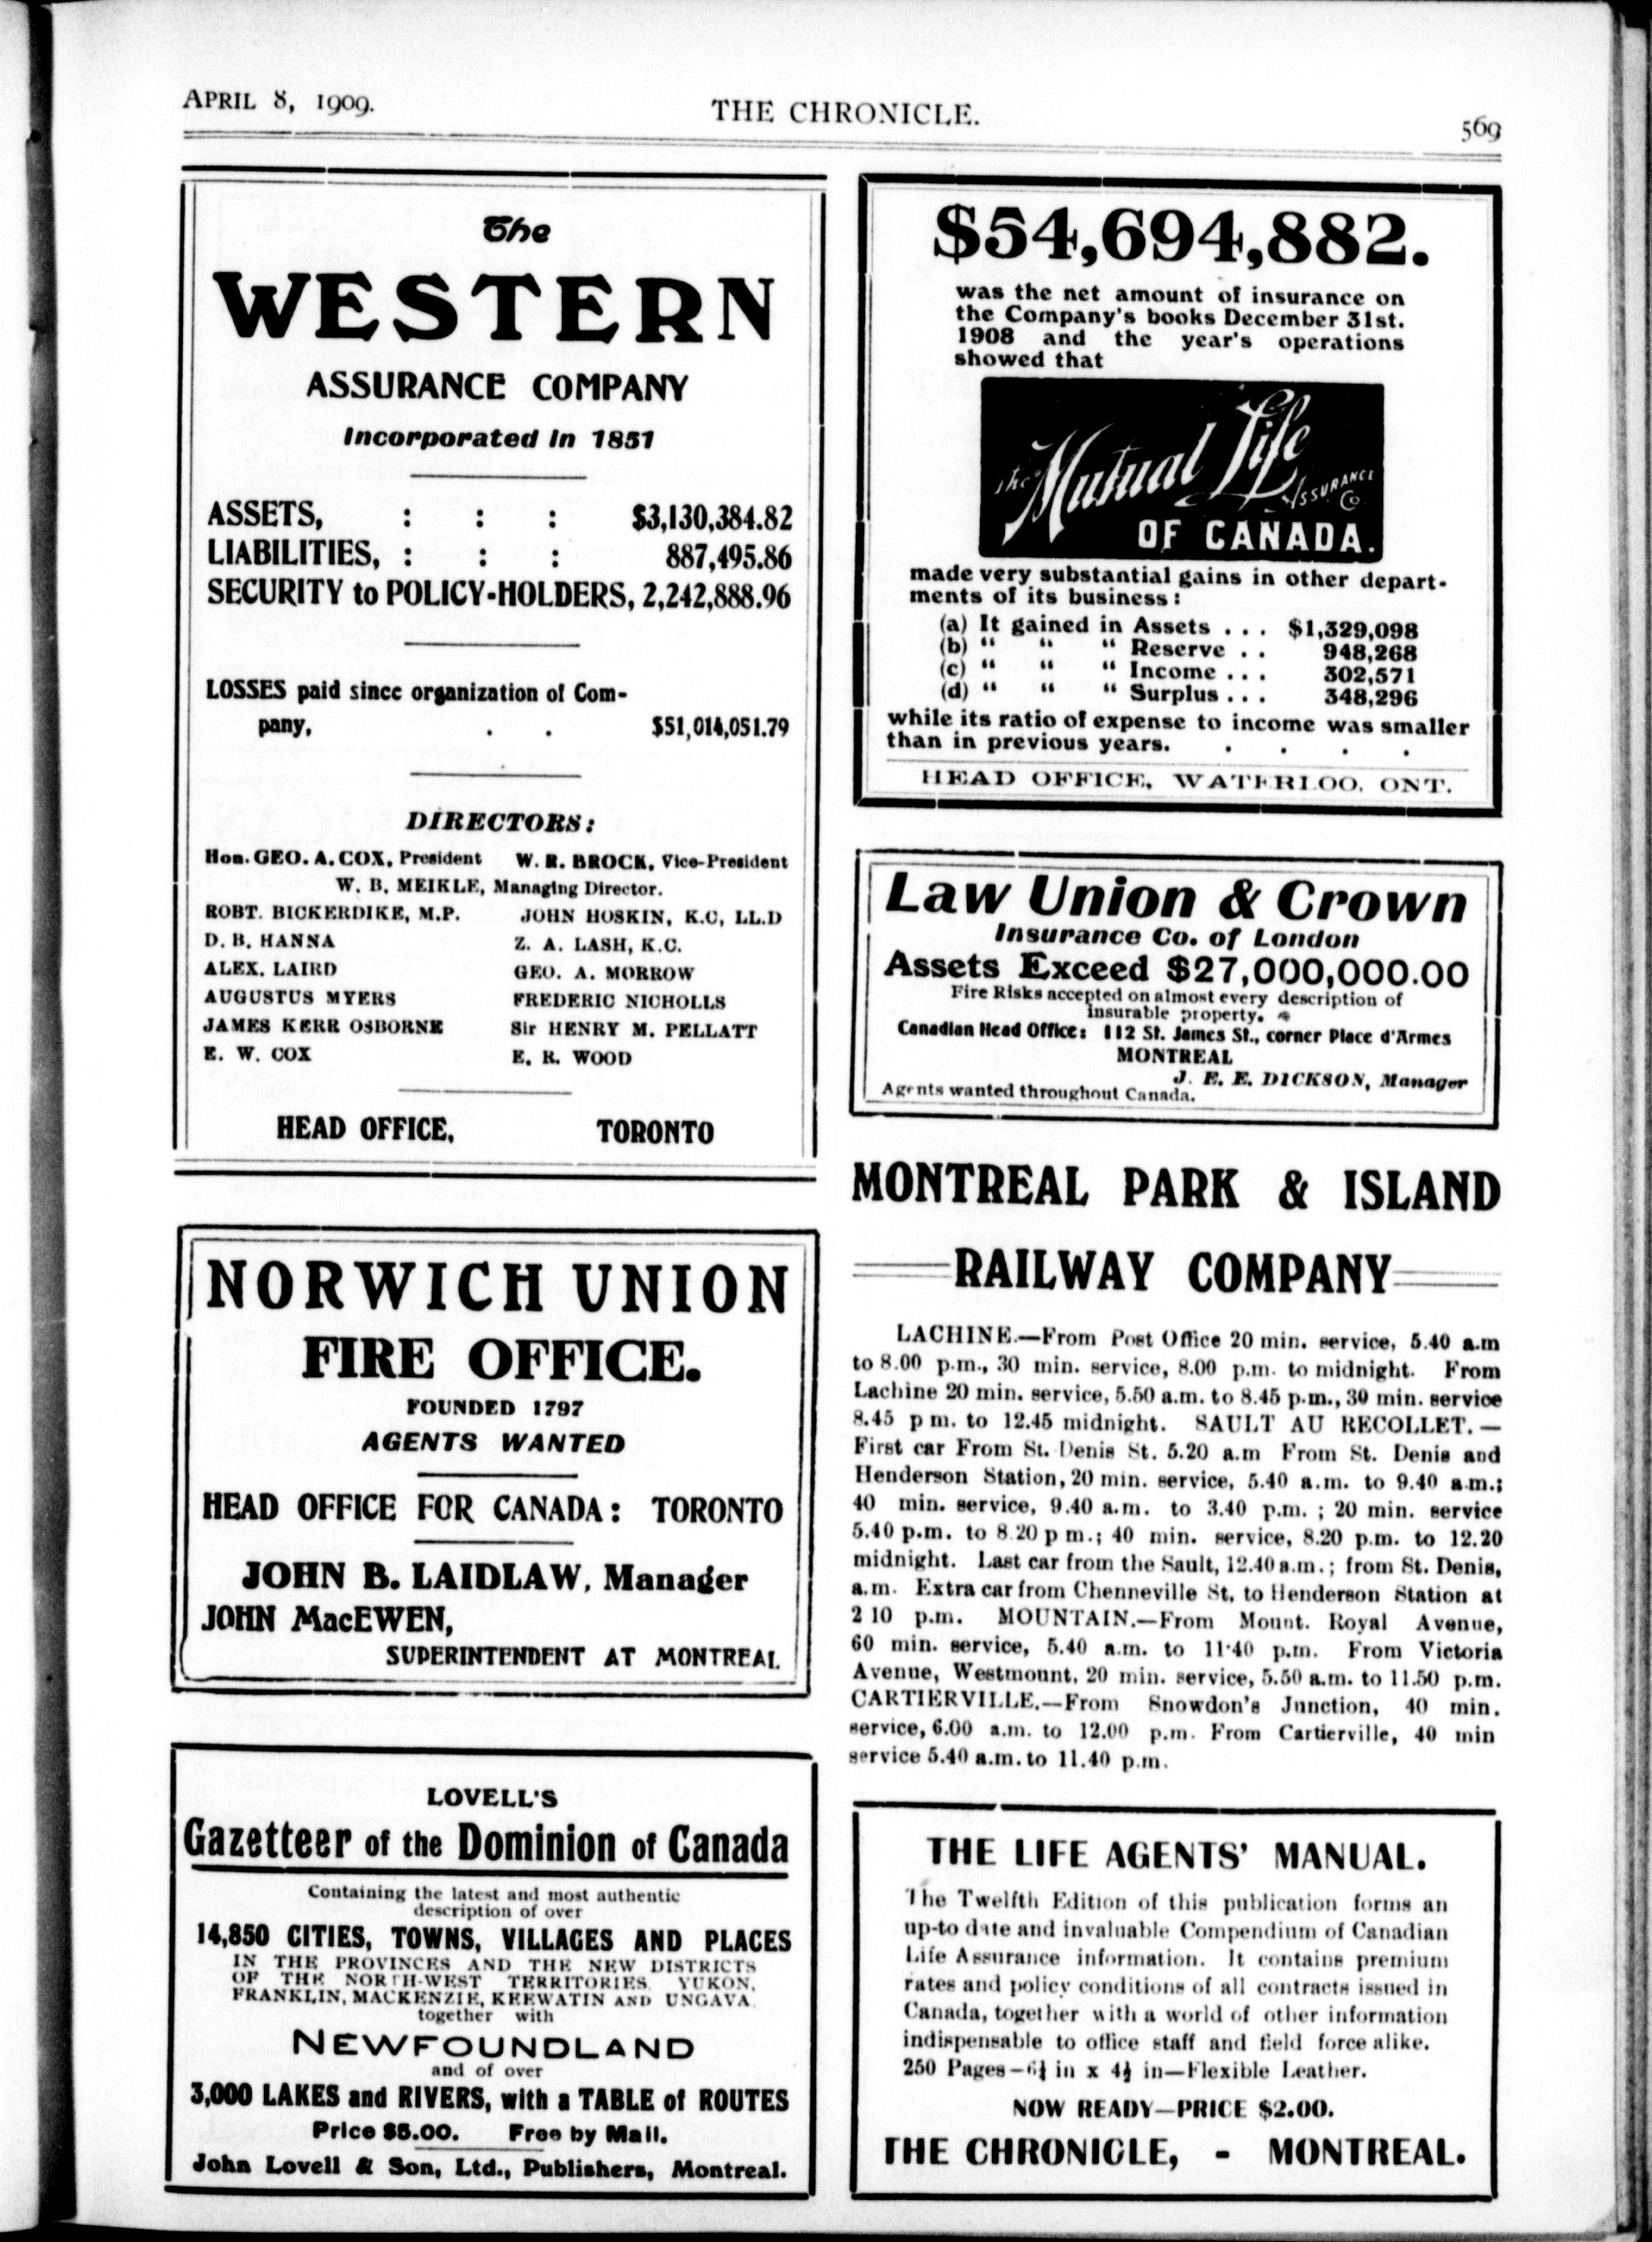 APRIL 8, 1909.
THE CHRONICLE.
569
The
WESTERN
ASSURANCE COMPANY
Incorporated in 1851
ASSETS, : : : $3,130,384.82
LIABILITIES, : : : 887,495.86
SECURITY to POLICY-HOLDERS, 2,242,888.96
LOSSES paid since organization of Com-
pany, . . $51,014,051.79
DIRECTORS:
Hon. GEO. A. COX, President W. R. BROCK, Vice-President
W. B. MEIKLE, Managing Director.
ROBT. BICKERDIKE, M.P. JOHN HOSKIN, K.C, LL.D
D. B. HANNA Z. A. LASH, K.C.
ALEX. LAIRD GEO. A. MORROW
AUGUSTUS MYERS FREDERIC NICHOLLS
JAMES KERR OSBORNE Sir HENRY M. PELLATT
E. W. COX E. R. WOOD
HEAD OFFICE, TORONTO
NORWICH UNION
FIRE OFFICE.
FOUNDED 1797
AGENTS WANTED
HEAD OFFICE FOR CANADA: TORONTO
JOHN B. LAIDLAW, Manager
JOHN MacEWEN,
SUPERINTENDENT AT MONTREAL
LOVELL'S
Gazetteer of the Dominion of Canada
Containing the latest and most authentic
description of over
14,850 CITIES, TOWNS, VILLAGES AND PLACES
IN THE PROVINCES AND THE NEW DISTRICTS
OF THE NORTH-WEST TERRITORIES, YUKON,
FRANKLIN, MACKENZIE, KEEWATIN AND UNGAVA,
together with
NEWFOUNDLAND
and of over
3,000 LAKES and RIVERS, with a TABLE of ROUTES
Price $5.00. Free by Mail.
John Lovell & Son, Ltd., Publishers, Montreal.
$54,694,882.
was the net amount of insurance on
the Company's books December 31st.
1908 and the year's operations
showed that
The Mutual Life
ASSURANCE Co.
OF CANADA.
made very substantial gains in other depart-
ments of its business:
(a) It gained in Assets . . . $1,329,098
(b) “ “ “ Reserve . . 948,268
(c) “ “ “ Income . . . 302,571
(d) “ “ “ Surplus . . . 348,296
while its ratio of expense to income was smaller
than in previous years. . . . .
HEAD OFFICE, WATERLOO, ONT.
Law Union & Crown
Insurance Co. of London
Assets Exceed $27,000,000.00
Fire Risks accepted on almost every description of
insurable property.
Canadian Head Office: 112 St. James St., corner Place d'Armes
MONTREAL
J. E. E. DICKSON, Manager
Agents wanted throughout Canada.
MONTREAL PARK & ISLAND
RAILWAY COMPANY
LACHINE.—From Post Office 20 min. service, 5.40 a.m
to 8.00 p.m., 30 min. service, 8.00 p.m. to midnight. From
Lachine 20 min. service, 5.50 a.m. to 8.45 p.m., 30 min. service
8.45 p m. to 12.45 midnight. SAULT AU RECOLLET.—
First car From St. Denis St. 5.20 a.m From St. Denis and
Henderson Station, 20 min. service, 5.40 a.m. to 9.40 a.m.;
40 min. service, 9.40 a.m. to 3.40 p.m. ; 20 min. service
5.40 p.m. to 8.20 p m.; 40 min. service, 8.20 p.m. to 12.20
midnight. Last car from the Sault, 12.40 a.m.; from St. Denis,
a.m. Extra car from Chenneville St, to Henderson Station at
2 10 p.m. MOUNTAIN.—From Mount. Royal Avenue,
60 min. service, 5.40 a.m. to 11·40 p.m. From Victoria
Avenue, Westmount, 20 min. service, 5.50 a.m. to 11.50 p.m.
CARTIERVILLE.—From Snowdon's Junction, 40 min.
service, 6.00 a.m. to 12.00 p.m. From Cartierville, 40 min
service 5.40 a.m. to 11.40 p.m.
THE LIFE AGENTS' MANUAL.
The Twelfth Edition of this publication forms an
up-to date and invaluable Compendium of Canadian
Life Assurance information. It contains premium
rates and policy conditions of all contracts issued in
Canada, together with a world of other information
indispensable to office staff and field force alike.
250 Pages—6¼ in x 4½ in—Flexible Leather.
NOW READY—PRICE $2.00.
THE CHRONICLE, - MONTREAL.